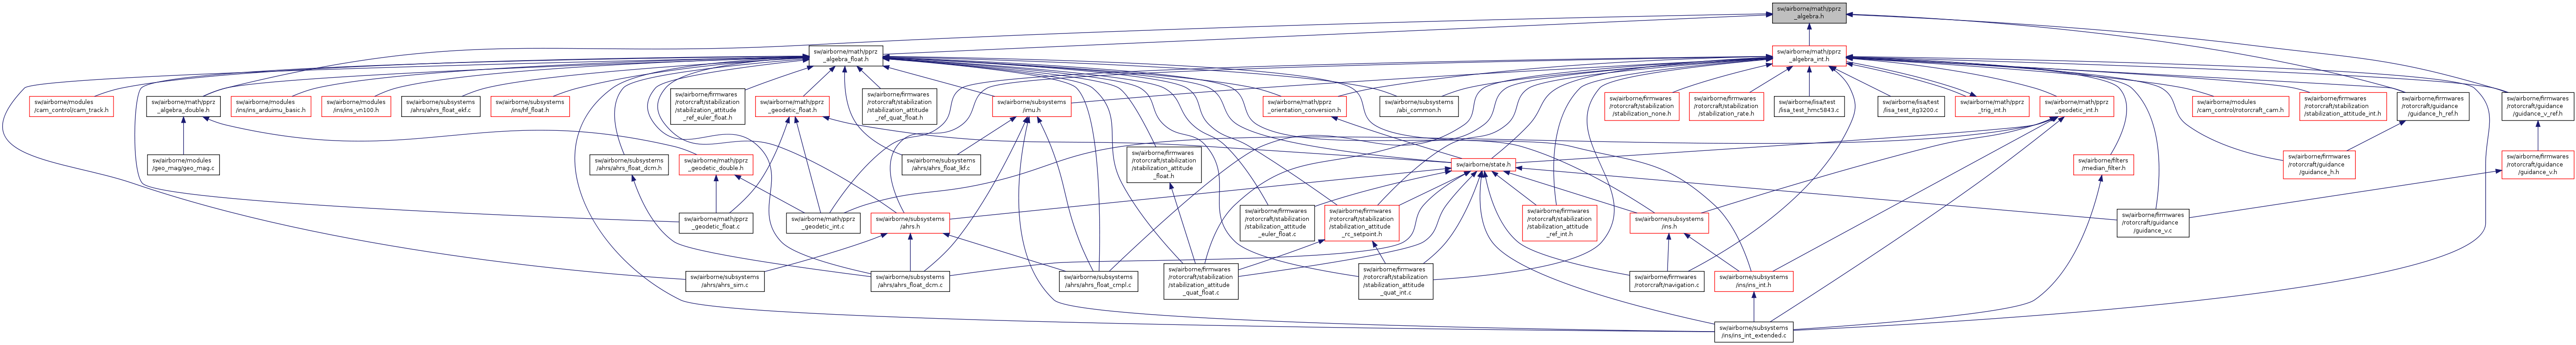 sw/airborne/math/pprz
_algebra.h
sw/airborne/math/pprz
_algebra_float.h
sw/airborne/math/pprz
_algebra_int.h
sw/airborne/modules
/cam_control/cam_track.h
sw/airborne/math/pprz
_algebra_double.h
sw/airborne/modules
/ins/ins_arduimu_basic.h
sw/airborne/modules
/ins/ins_vn100.h
sw/airborne/subsystems
/ahrs/ahrs_float_ekf.c
sw/airborne/subsystems
/ins/hf_float.h
sw/airborne/firmwares
/rotorcraft/stabilization
/stabilization_attitude
_ref_euler_float.h
sw/airborne/math/pprz
_geodetic_float.h
sw/airborne/firmwares
/rotorcraft/stabilization
/stabilization_attitude
_ref_quat_float.h
sw/airborne/subsystems
/imu.h
sw/airborne/math/pprz
_orientation_conversion.h
sw/airborne/subsystems
/abi_common.h
sw/airborne/firmwares
/rotorcraft/stabilization
/stabilization_none.h
sw/airborne/firmwares
/rotorcraft/stabilization
/stabilization_rate.h
sw/airborne/lisa/test
/lisa_test_hmc5843.c
sw/airborne/lisa/test
/lisa_test_itg3200.c
sw/airborne/math/pprz
_trig_int.h
sw/airborne/math/pprz
_geodetic_int.h
sw/airborne/modules
/cam_control/rotorcraft_cam.h
sw/airborne/firmwares
/rotorcraft/stabilization
/stabilization_attitude_int.h
sw/airborne/firmwares
/rotorcraft/guidance
/guidance_h_ref.h
sw/airborne/firmwares
/rotorcraft/guidance
/guidance_v_ref.h
sw/airborne/modules
/geo_mag/geo_mag.c
sw/airborne/subsystems
/ahrs/ahrs_float_dcm.h
sw/airborne/math/pprz
_geodetic_double.h
sw/airborne/subsystems
/ahrs/ahrs_float_lkf.c
sw/airborne/firmwares
/rotorcraft/stabilization
/stabilization_attitude
_float.h
sw/airborne/state.h
sw/airborne/filters
/median_filter.h
sw/airborne/firmwares
/rotorcraft/guidance
/guidance_h.h
sw/airborne/firmwares
/rotorcraft/guidance
/guidance_v.h
sw/airborne/math/pprz
_geodetic_float.c
sw/airborne/math/pprz
_geodetic_int.c
sw/airborne/subsystems
/ahrs.h
sw/airborne/firmwares
/rotorcraft/stabilization
/stabilization_attitude
_euler_float.c
sw/airborne/firmwares
/rotorcraft/stabilization
/stabilization_attitude
_rc_setpoint.h
sw/airborne/firmwares
/rotorcraft/stabilization
/stabilization_attitude
_ref_int.h
sw/airborne/subsystems
/ins.h
sw/airborne/firmwares
/rotorcraft/guidance
/guidance_v.c
sw/airborne/subsystems
/ahrs/ahrs_sim.c
sw/airborne/subsystems
/ahrs/ahrs_float_dcm.c
sw/airborne/subsystems
/ahrs/ahrs_float_cmpl.c
sw/airborne/firmwares
/rotorcraft/stabilization
/stabilization_attitude
_quat_float.c
sw/airborne/firmwares
/rotorcraft/stabilization
/stabilization_attitude
_quat_int.c
sw/airborne/firmwares
/rotorcraft/navigation.c
sw/airborne/subsystems
/ins/ins_int.h
sw/airborne/subsystems
/ins/ins_int_extended.c